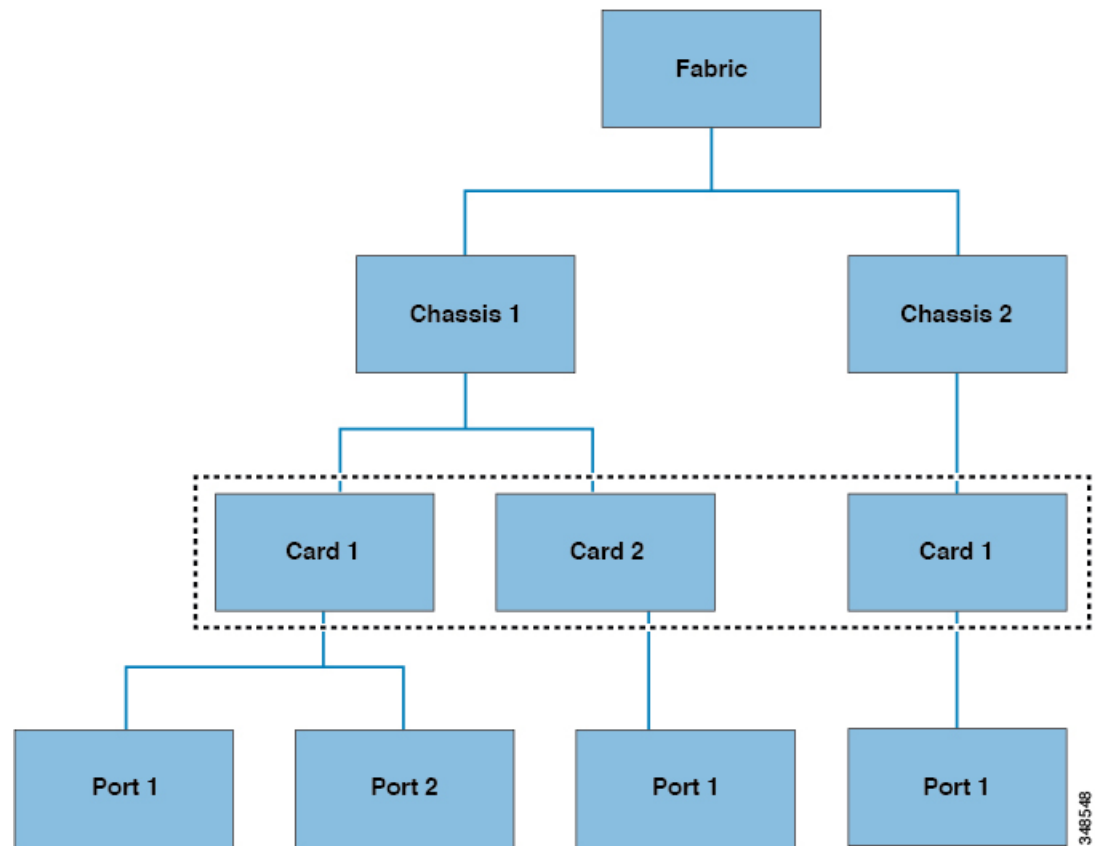 Fabric
Chassis 1
Chassis 2
Card 1
Card 2
Card 1
Port 1
Port 2
Port 1
Port 1
348548